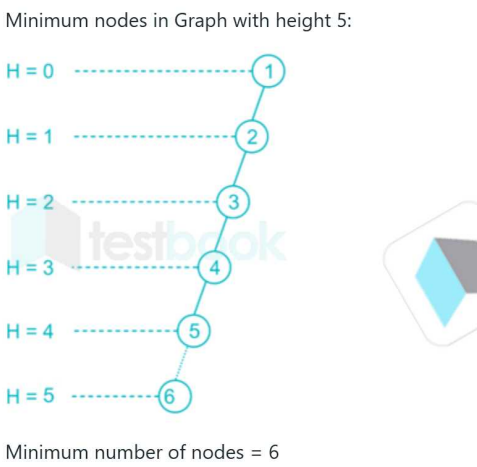 Minimum nodes in Graph with height 5:
H = 0 1
H = 1 2
H = 2 3
testbook
H = 3 4
H = 4 5
H = 5 6
Minimum number of nodes = 6